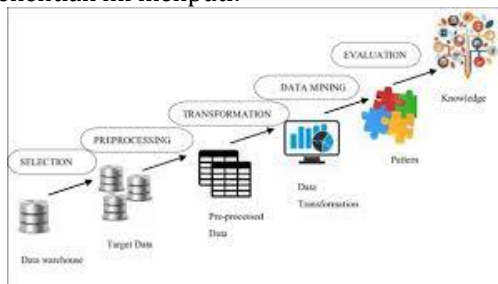 EVALUATION
Knowledge
DATA MINING
Pattern
TRANSFORMATION
Data
Transformation
PREPROCESSING
Pre-processed
Data
SELECTION
Target Data
Data warehouse